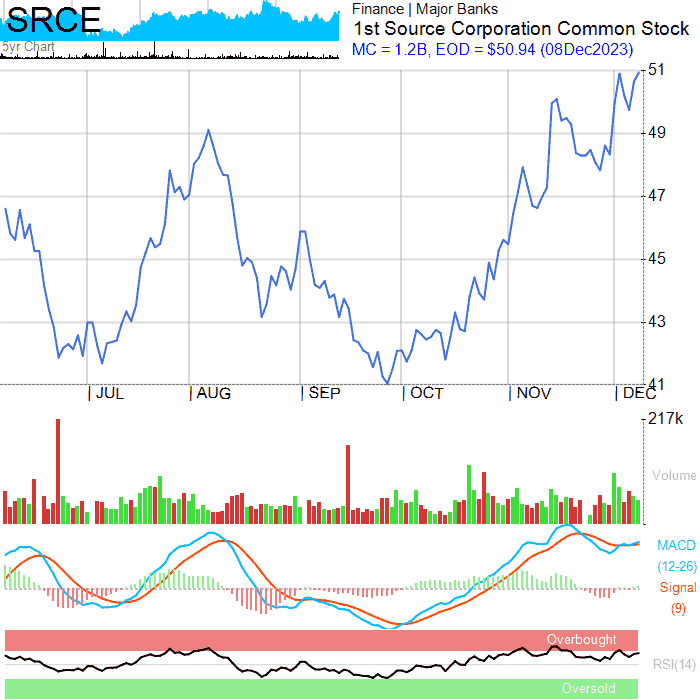 SRCE
5yr Chart
Finance | Major Banks
1st Source Corporation Common Stock
MC = 1.2B, EOD = $50.94 (08Dec2023)
51
49
47
45
43
41
JUL AUG SEP OCT NOV DEC
217k
Volume
MACD
(12-26)
Signal
(9)
Overbought
RSI(14)
Oversold